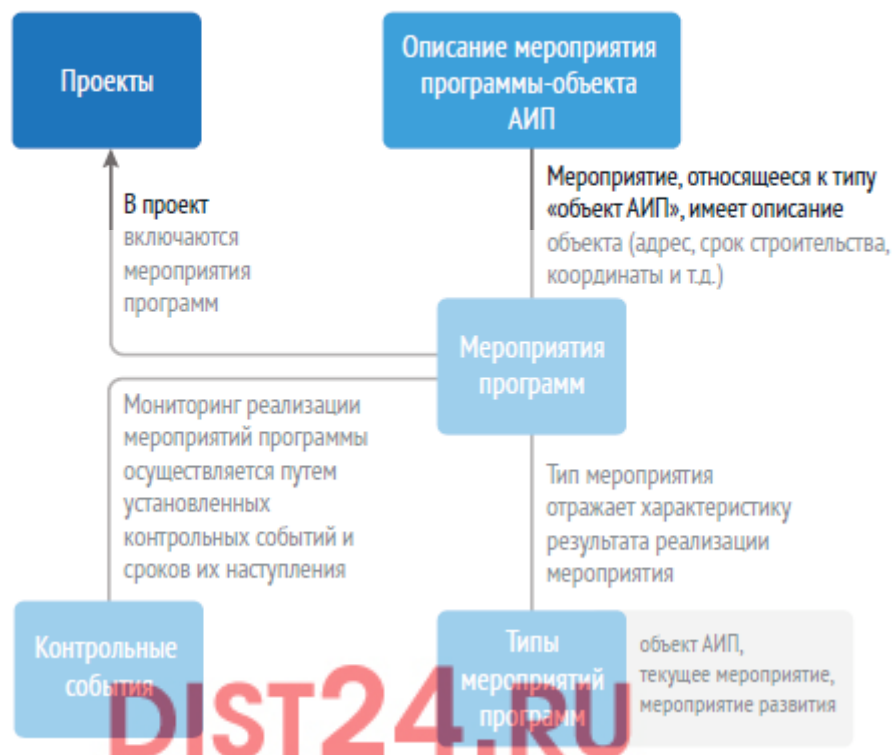 Проекты
Описание мероприятия
программы-объекта
АИП
В проект
включаются
мероприятия
программ
Мероприятие, относящееся к типу
«объект АИП», имеет описание
объекта (адрес, срок строительства,
координаты и т.д.)
Мероприятия
программ
Мониторинг реализации
мероприятий программы
осуществляется путем
установленных
контрольных событий и
сроков их наступления
Тип мероприятия
отражает характеристику
результата реализации
мероприятия
Контрольные
события
Типы
мероприятий
программ
объект АИП,
текущее мероприятие,
мероприятие развития
DIST24.RU